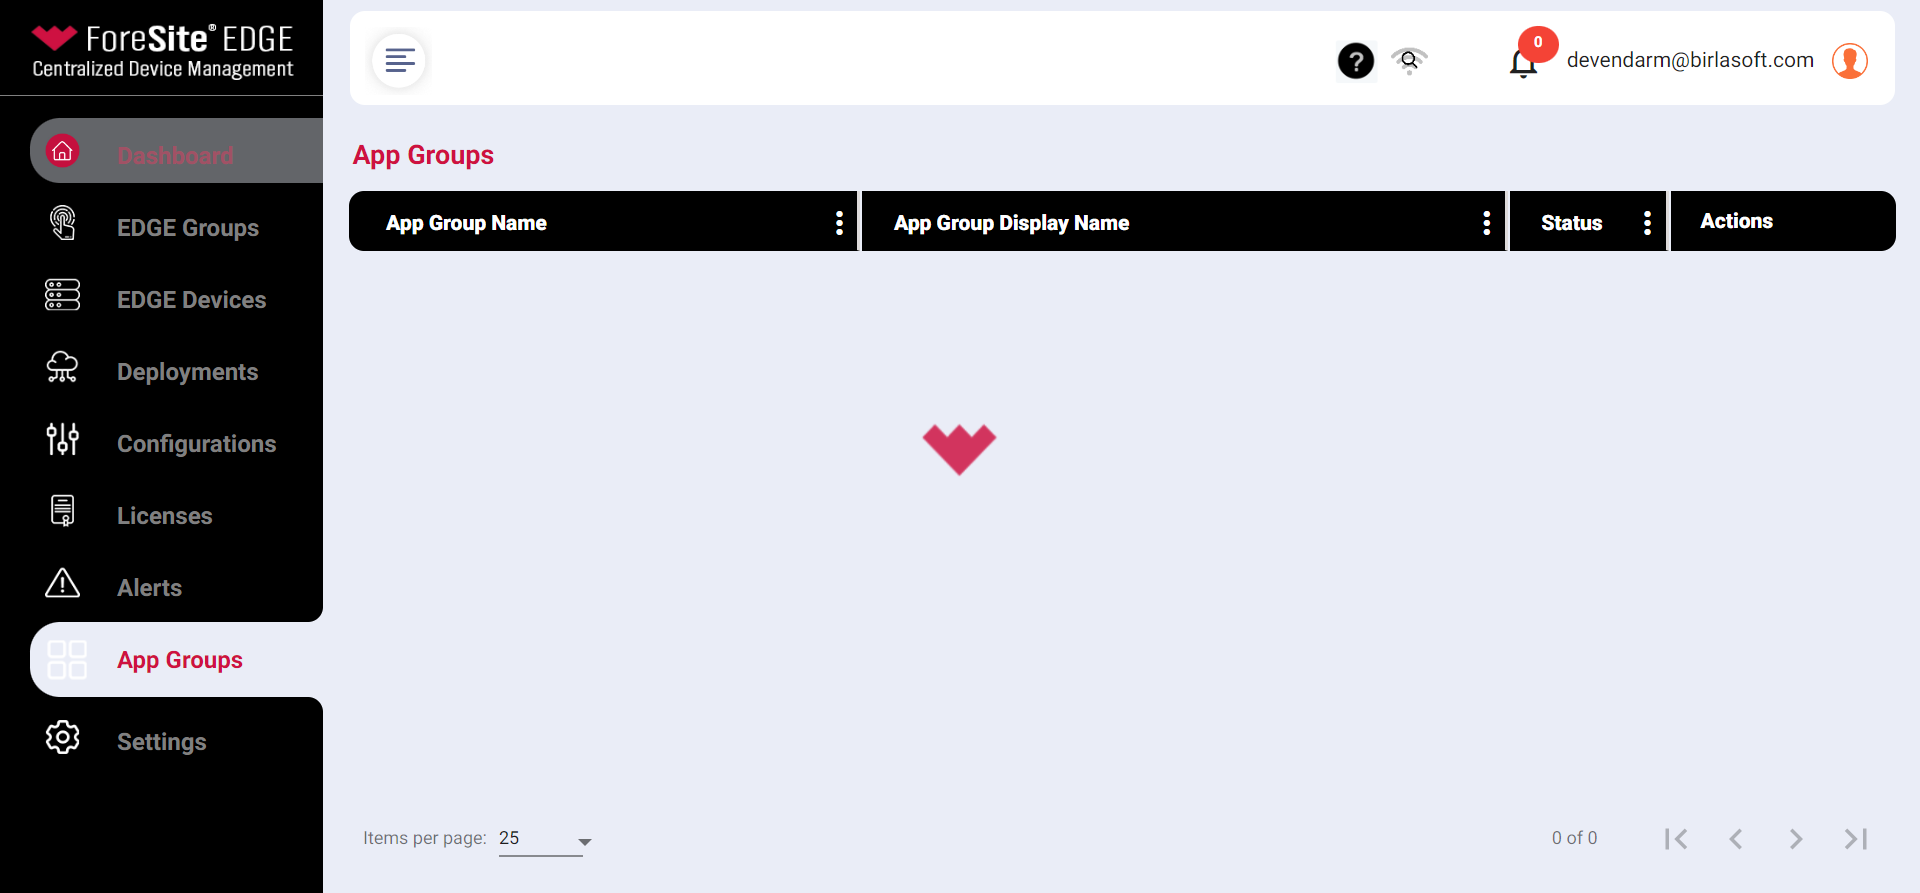 ForeSite® EDGE
Centralized Device Management
Dashboard
EDGE Groups
EDGE Devices
Deployments
Configurations
Licenses
Alerts
App Groups
Settings
?
0
devendarm@birlasoft.com
App Groups
App Group Name
App Group Display Name
Status
Actions
Items per page: 25
0 of 0